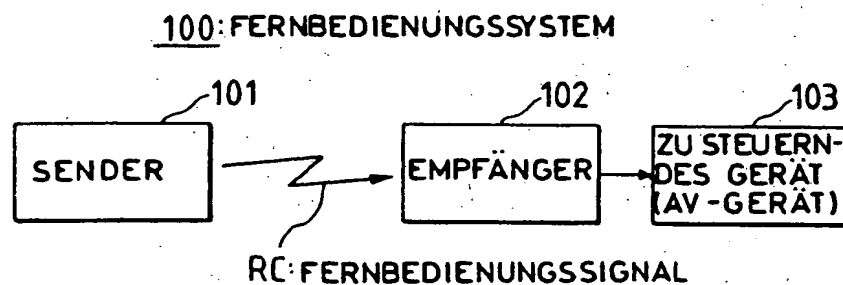 100: FERNBEDIENUNGSSYSTEM
101
102
103
SENDER
EMPFÄNGER
ZU STEUERN-
DES GERÄT
(AV-GERÄT)
RC: FERNBEDIENUNGSSIGNAL